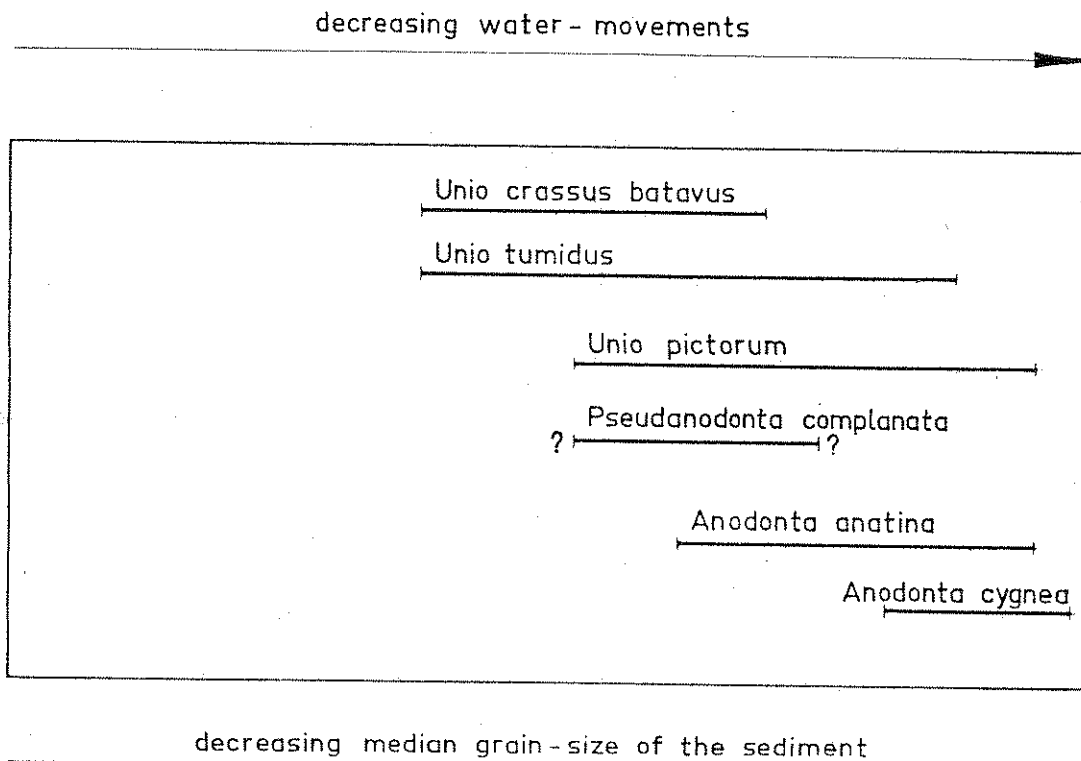 decreasing water - movements
Unio crassus batavus
Unio tumidus
Unio pictorum
Pseudanodonta complanata
? ?
Anodonta anatina
Anodonta cygnea
decreasing median grain - size of the sediment